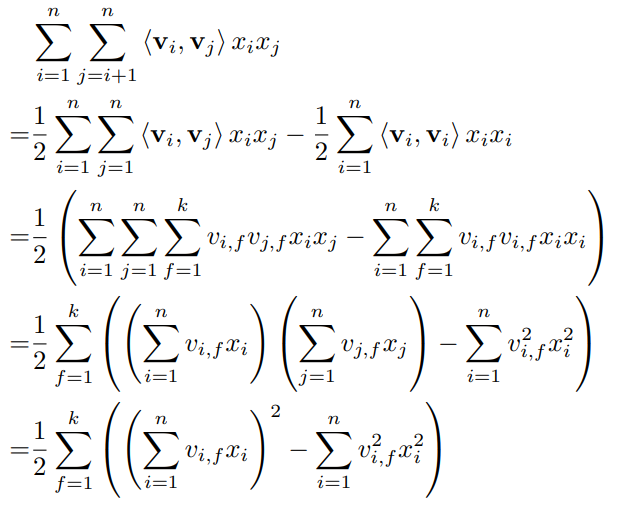 \sum_{i=1}^{n} \sum_{j=i+1}^{n} \langle \mathbf{v}_i, \mathbf{v}_j \rangle x_i x_j
= \frac{1}{2} \sum_{i=1}^{n} \sum_{j=1}^{n} \langle \mathbf{v}_i, \mathbf{v}_j \rangle x_i x_j - \frac{1}{2} \sum_{i=1}^{n} \langle \mathbf{v}_i, \mathbf{v}_i \rangle x_i x_i
= \frac{1}{2} \left( \sum_{i=1}^{n} \sum_{j=1}^{n} \sum_{f=1}^{k} v_{i,f} v_{j,f} x_i x_j - \sum_{i=1}^{n} \sum_{f=1}^{k} v_{i,f} v_{i,f} x_i x_i \right)
= \frac{1}{2} \sum_{f=1}^{k} \left( \left( \sum_{i=1}^{n} v_{i,f} x_i \right) \left( \sum_{j=1}^{n} v_{j,f} x_j \right) - \sum_{i=1}^{n} v_{i,f}^2 x_i^2 \right)
= \frac{1}{2} \sum_{f=1}^{k} \left( \left( \sum_{i=1}^{n} v_{i,f} x_i \right)^2 - \sum_{i=1}^{n} v_{i,f}^2 x_i^2 \right)